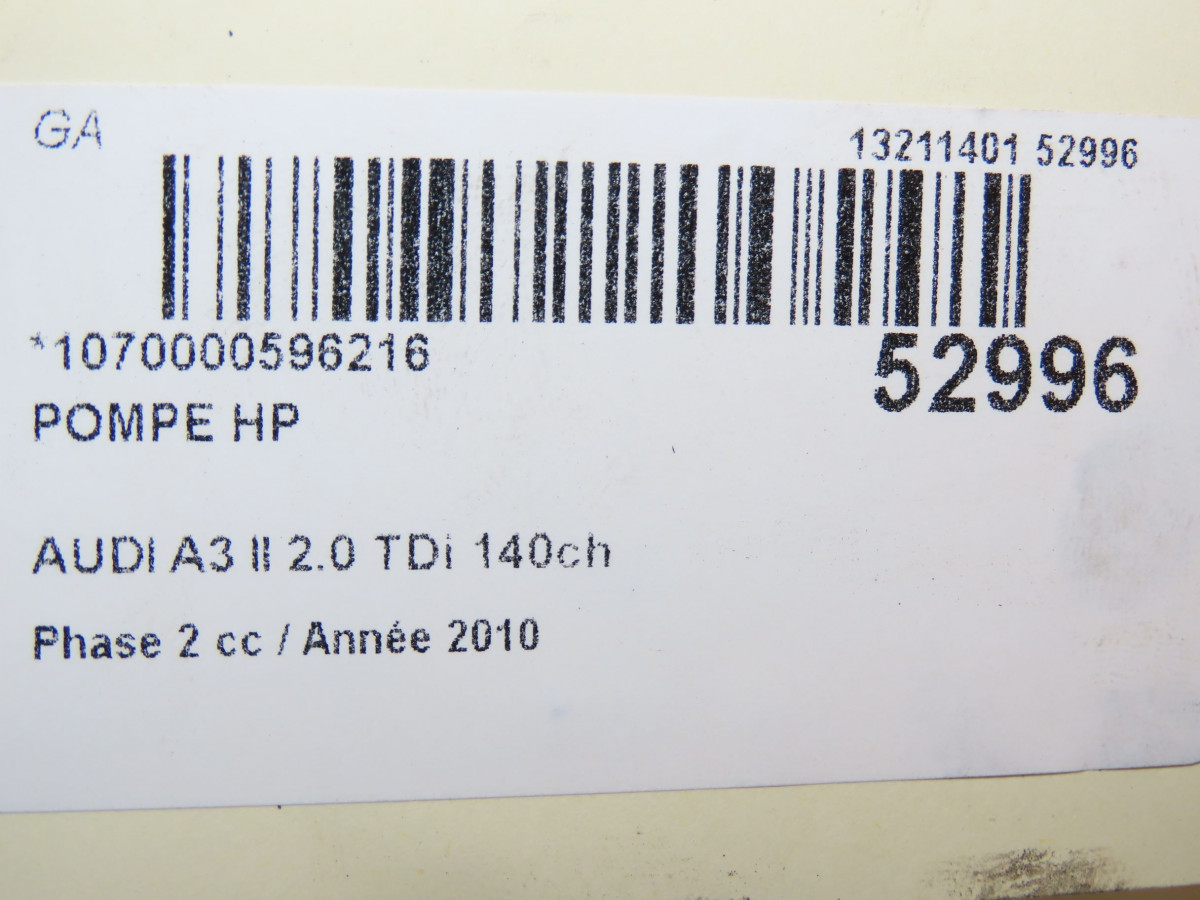 GA
13211401 52996
*1070000596216
52996
POMPE HP
AUDI A3 II 2.0 TDi 140ch
Phase 2 cc / Année 2010